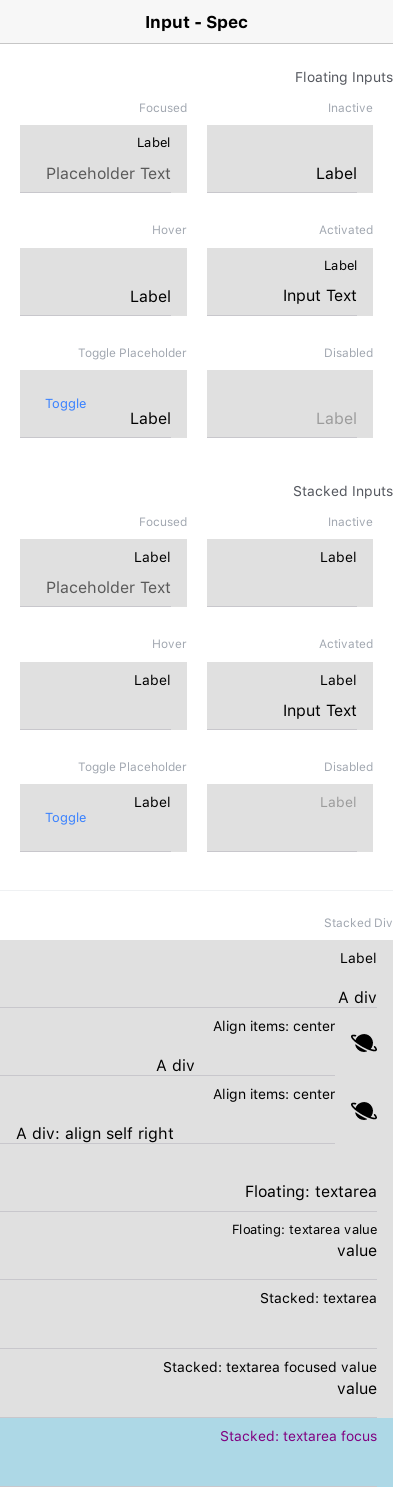 Input - Spec
Floating Inputs
Focused
Inactive
Label
Placeholder Text
Label
Hover
Activated
Label
Label
Input Text
Toggle Placeholder
Disabled
Toggle
Label
Label
Stacked Inputs
Focused
Inactive
Label
Placeholder Text
Label
Hover
Activated
Label
Label
Input Text
Toggle Placeholder
Disabled
Toggle
Label
Label
Stacked Div
Label
A div
Align items: center
A div
Align items: center
A div: align self right
Floating: textarea
Floating: textarea value
value
Stacked: textarea
Stacked: textarea focused value
value
Stacked: textarea focus